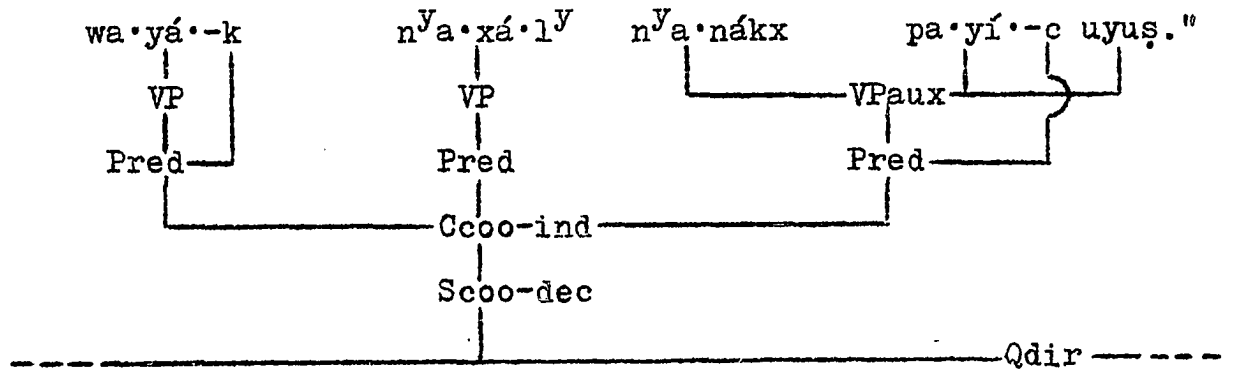 wa·yá·-k nʸa·xá·lʸ nʸa·nákx pa·yí·-c uyuṣ."
VP VP VPaux
Pred Pred Pred
Ccoo-ind
Scoo-dec
Qdir